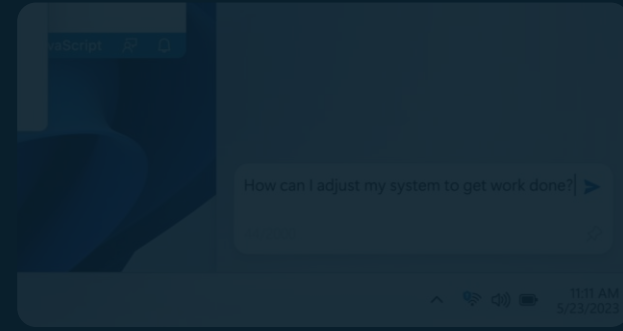 vaScript
How can I adjust my system to get work done?
11:11 AM
5/23/2023